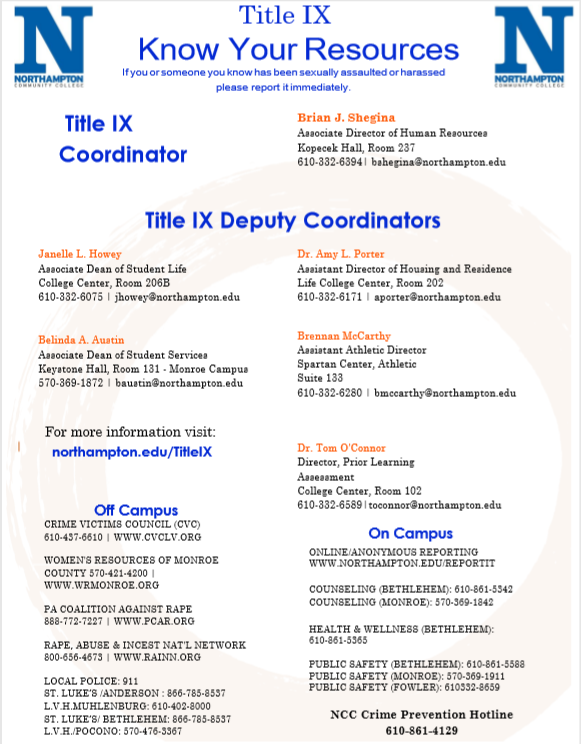 Title IX
Know Your Resources
If you or someone you know has been sexually assaulted or harassed
please report it immediately.
N
NORTHAMPTON
COMMUNITY COLLEGE
N
NORTHAMPTON
COMMUNITY COLLEGE
Title IX
Coordinator
Brian J. Shegina
Associate Director of Human Resources
Kopecek Hall, Room 237
610-332-6394| bshegina@northampton.edu
Title IX Deputy Coordinators
Janelle L. Howey
Associate Dean of Student Life
College Center, Room 206B
610-332-6075 | jhowey@northampton.edu
Dr. Amy L. Porter
Assistant Director of Housing and Residence
Life College Center, Room 202
610-332-6171 | aporter@northampton.edu
Belinda A. Austin
Associate Dean of Student Services
Keystone Hall, Room 131 - Monroe Campus
570-369-1872 | baustin@northampton.edu
Brennan McCarthy
Assistant Athletic Director
Spartan Center, Athletic
Suite 133
610-332-6280 | bmccarthy@northampton.edu
For more information visit:
northampton.edu/TitleIX
Dr. Tom O'Connor
Director, Prior Learning
Assessment
College Center, Room 102
610-332-6589|toconnor@northampton.edu
Off Campus
CRIME VICTIMS COUNCIL (CVC)
610-437-6610 | WWW.CVCLV.ORG
WOMEN'S RESOURCES OF MONROE
COUNTY 570-421-4200 |
WWW.WRMONROE.ORG
PA COALITION AGAINST RAPE
888-772-7227 | WWW.PCAR.ORG
RAPE, ABUSE & INCEST NAT'L NETWORK
800-656-4673 | WWW.RAINN.ORG
LOCAL POLICE: 911
ST. LUKE'S /ANDERSON : 866-785-8537
L.V.H.MUHLENBURG: 610-402-8000
ST. LUKE'S/ BETHLEHEM: 866-785-8537
L.V.H./POCONO: 570-476-3367
On Campus
ONLINE/ANONYMOUS REPORTING
WWW.NORTHAMPTON.EDU/REPORTIT
COUNSELING (BETHLEHEM): 610-861-5342
COUNSELING (MONROE): 570-369-1842
HEALTH & WELLNESS (BETHLEHEM):
610-861-5365
PUBLIC SAFETY (BETHLEHEM): 610-861-5588
PUBLIC SAFETY (MONROE): 570-369-1911
PUBLIC SAFETY (FOWLER): 610332-8659
NCC Crime Prevention Hotline
610-861-4129